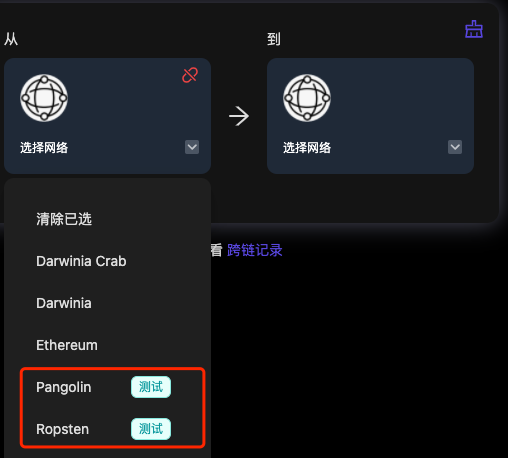 从
到
选择网络
选择网络
清除已选
Darwinia Crab
Darwinia
Ethereum
Pangolin 测试
Ropsten 测试
看 跨链记录